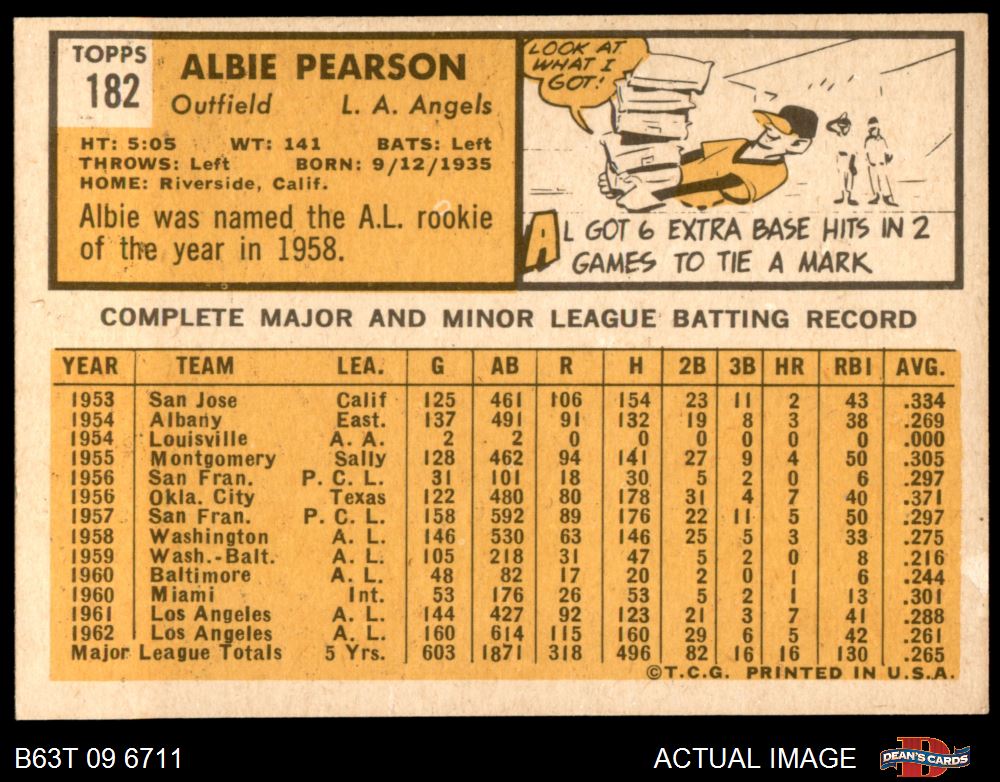 TOPPS
182
ALBIE PEARSON
Outfield L. A. Angels
HT: 5:05 WT: 141 BATS: Left
THROWS: Left BORN: 9/12/1935
HOME: Riverside, Calif.
Albie was named the A.L. rookie
of the year in 1958.
LOOK AT
WHAT I
GOT!
AL GOT 6 EXTRA BASE HITS IN 2
GAMES TO TIE A MARK
COMPLETE MAJOR AND MINOR LEAGUE BATTING RECORD
YEAR TEAM LEA. G AB R H 2B 3B HR RBI AVG.
1953 San Jose Calif 125 461 106 154 23 11 2 43 .334
1954 Albany East. 137 491 91 132 19 8 3 38 .269
1954 Louisville A. A. 2 2 0 0 0 0 0 0 .000
1955 Montgomery Sally 128 462 94 141 27 9 4 50 .305
1956 San Fran. P. C. L. 31 101 18 30 5 2 0 6 .297
1956 Okla. City Texas 122 480 80 178 31 4 7 40 .371
1957 San Fran. P. C. L. 158 592 89 176 22 11 5 50 .297
1958 Washington A. L. 146 530 63 146 25 5 3 33 .275
1959 Wash.-Balt. A. L. 105 218 31 47 5 2 0 8 .216
1960 Baltimore A. L. 48 82 17 20 2 0 1 6 .244
1960 Miami Int. 53 176 26 53 5 2 1 13 .301
1961 Los Angeles A. L. 144 427 92 123 21 3 7 41 .288
1962 Los Angeles A. L. 160 614 115 160 29 6 5 42 .261
Major League Totals 5 Yrs. 603 1871 318 496 82 16 16 130 .265
©T.C.G. PRINTED IN U.S.A.
B63T 09 6711 ACTUAL IMAGE DEAN'S CARDS